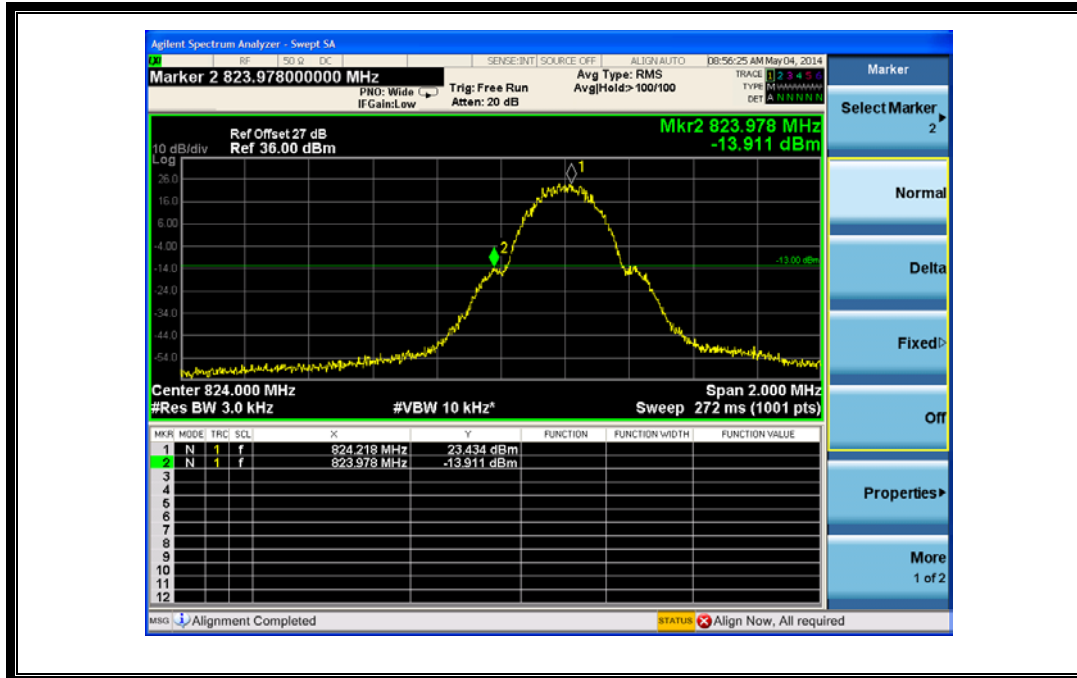 Agilent Spectrum Analyzer - Swept SA
RF 50 Ω DC SENSE:INT SOURCE OFF ALIGN AUTO 08:56:25 AM May 04, 2014
Marker 2 823.978000000 MHz
PNO: Wide
IFGain:Low
Trig: Free Run
Atten: 20 dB
Avg Type: RMS
Avg|Hold:> 100/100
TRACE 1 2 3 4 5 6
TYPE M
DET A N N N N N
Ref Offset 27 dB
Ref 36.00 dBm
Mkr2 823.978 MHz
-13.911 dBm
10 dB/div
Log
26.0
16.0
6.00
-4.00
-14.0
-24.0
-34.0
-44.0
-54.0
1
2
-13.00 dBm
Center 824.000 MHz
Span 2.000 MHz
#Res BW 3.0 kHz
#VBW 10 kHz*
Sweep 272 ms (1001 pts)
MKR MODE TRC SCL X Y FUNCTION FUNCTION WIDTH FUNCTION VALUE
1 N 1 f 824.218 MHz 23.434 dBm
2 N 1 f 823.978 MHz -13.911 dBm
3
4
5
6
7
8
9
10
11
12
MSG Alignment Completed
STATUS Align Now, All required
Marker
Select Marker
2
Normal
Delta
Fixed
Off
Properties
More
1 of 2